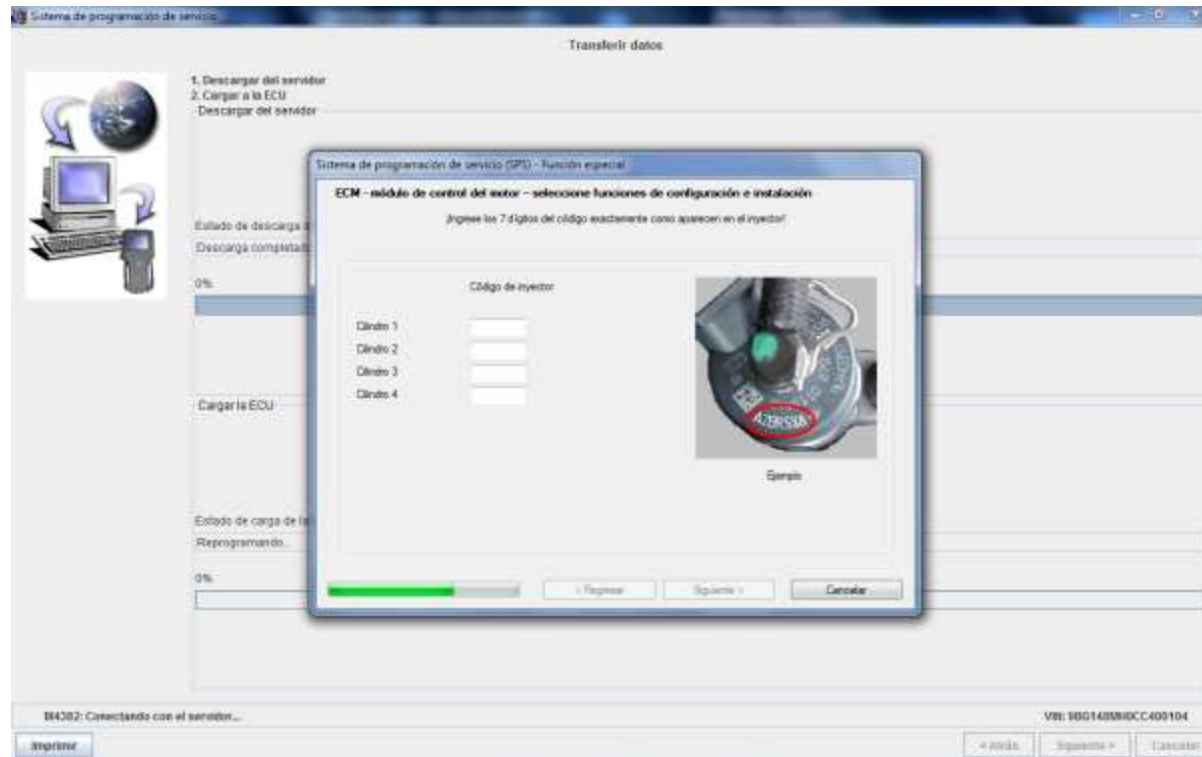 Sistema de programación de servicio
Transferir datos
1. Descargar del servidor
2. Cargar a la ECU
Descargar del servidor
Sistema de programación de servicio (SPS) - Función especial
ECM - módulo de control del motor – seleccione funciones de configuración e instalación
¡Ingrese los 7 dígitos del código exactamente como aparecen en el inyector!
Estado de descarga d
Descarga completad
0%
Código de inyector
Cilindro 1
Cilindro 2
Cilindro 3
Cilindro 4
Cargar la ECU
Ejemplo
Estado de carga de la
Reprogramando..
0%
< Regresar
Siguiente >
Cancelar
Conectando con el servidor...
VIN:
Imprimir
< Atrás
Siguiente >
Cancelar